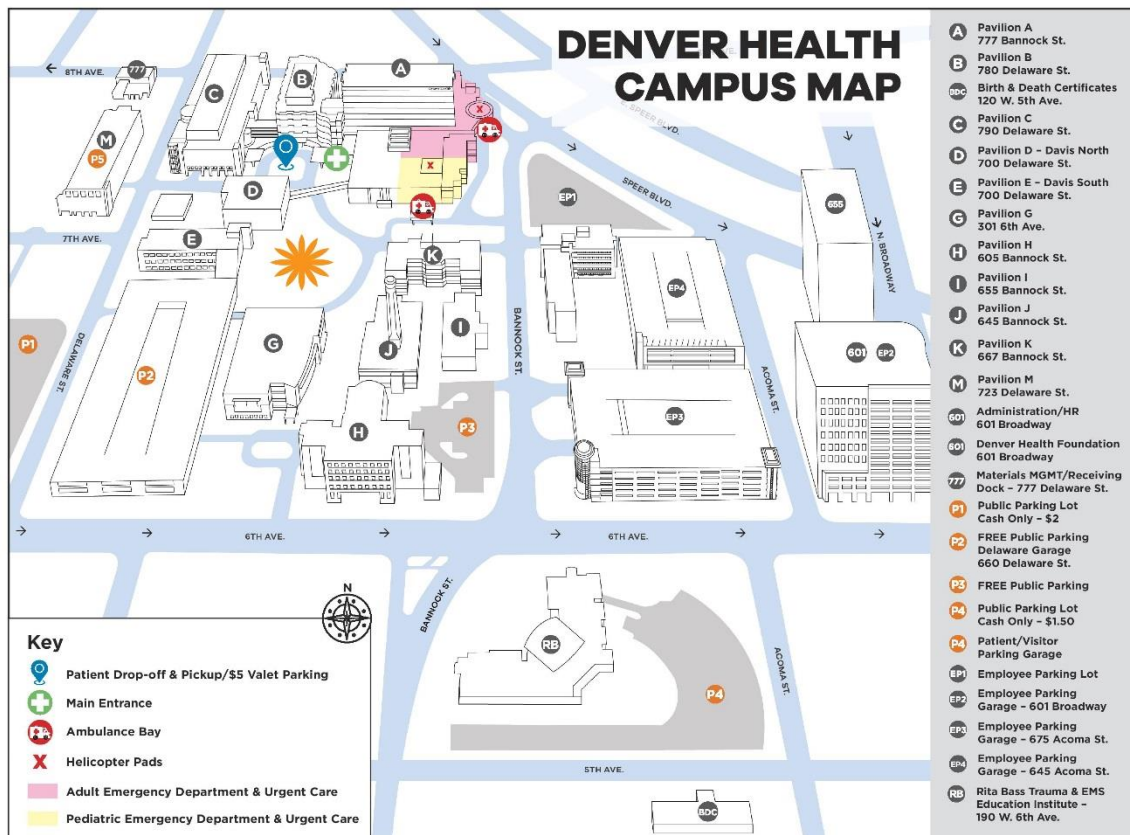 DENVER HEALTH
CAMPUS MAP
8TH AVE.
777
C
B
A
X
E. SPEER BLVD.
M
P5
X
SPEER BLVD.
D
EP1
655
N. BROADWAY
7TH AVE.
E
K
EP4
BANNOCK ST.
DELAWARE ST.
P1
P2
G
J
I
601
EP2
ACOMA ST.
H
P3
EP3
6TH AVE.
6TH AVE.
BANNOCK ST.
RB
ACOMA ST.
P4
5TH AVE.
BDC
N
Key
Patient Drop-off & Pickup/$5 Valet Parking
Main Entrance
Ambulance Bay
X Helicopter Pads
Adult Emergency Department & Urgent Care
Pediatric Emergency Department & Urgent Care
A Pavilion A
777 Bannock St.
B Pavilion B
780 Delaware St.
BDC Birth & Death Certificates
120 W. 5th Ave.
C Pavilion C
790 Delaware St.
D Pavilion D – Davis North
700 Delaware St.
E Pavilion E – Davis South
700 Delaware St.
G Pavilion G
301 6th Ave.
H Pavilion H
605 Bannock St.
I Pavilion I
655 Bannock St.
J Pavilion J
645 Bannock St.
K Pavilion K
667 Bannock St.
M Pavilion M
723 Delaware St.
601 Administration/HR
601 Broadway
601 Denver Health Foundation
601 Broadway
777 Materials MGMT/Receiving
Dock – 777 Delaware St.
P1 Public Parking Lot
Cash Only – $2
P2 FREE Public Parking
Delaware Garage
660 Delaware St.
P3 FREE Public Parking
P4 Public Parking Lot
Cash Only – $1.50
P4 Patient/Visitor
Parking Garage
EP1 Employee Parking Lot
EP2 Employee Parking
Garage – 601 Broadway
EP3 Employee Parking
Garage – 675 Acoma St.
EP4 Employee Parking
Garage – 645 Acoma St.
RB Rita Bass Trauma & EMS
Education Institute –
190 W. 6th Ave.